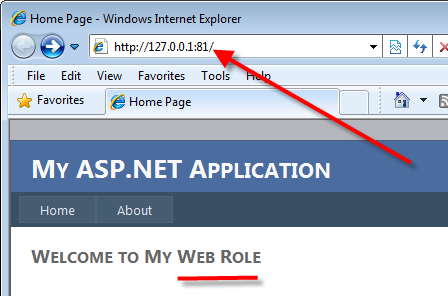 Home Page - Windows Internet Explorer
http://127.0.0.1:81/
File Edit View Favorites Tools Help
Favorites Home Page
MY ASP.NET APPLICATION
Home About
WELCOME TO MY WEB ROLE